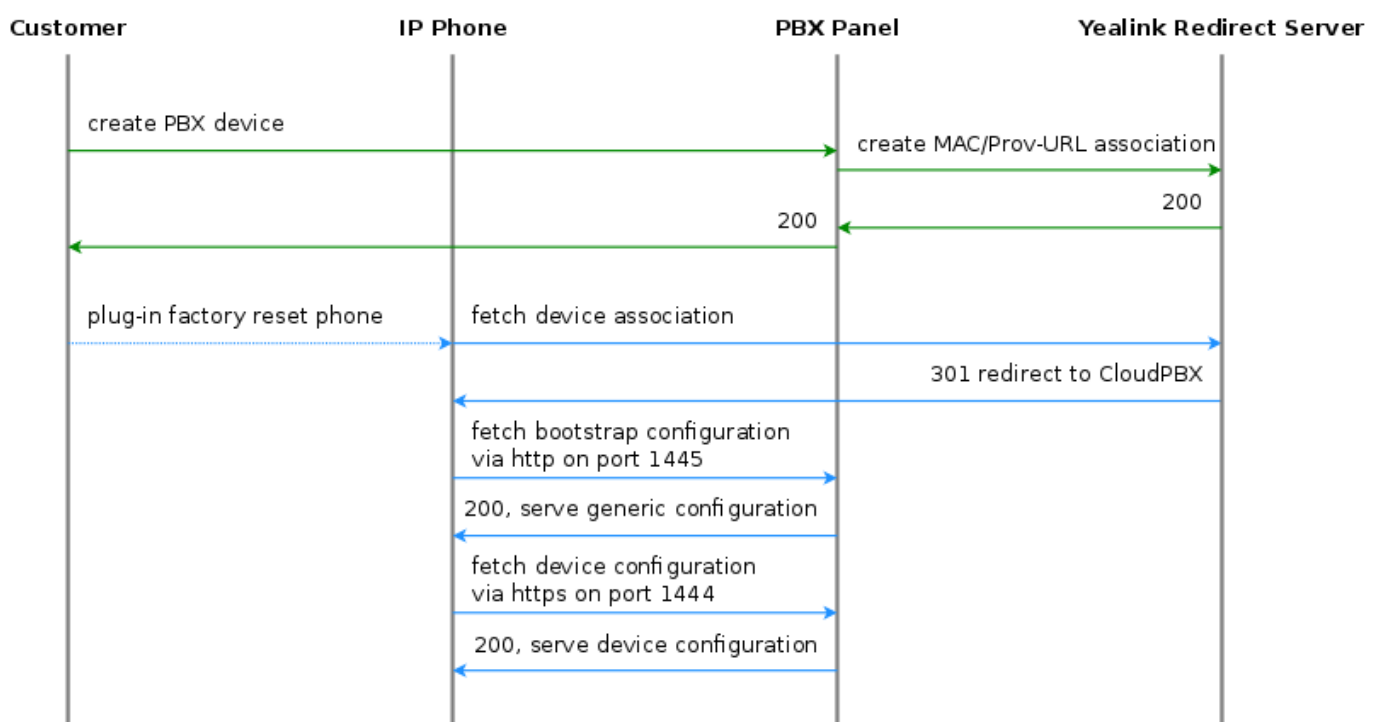 Customer IP Phone PBX Panel Yealink Redirect Server
create PBX device
create MAC/Prov-URL association
200
200
plug-in factory reset phone fetch device association
301 redirect to CloudPBX
fetch bootstrap configuration
via http on port 1445
200, serve generic configuration
fetch device configuration
via https on port 1444
200, serve device configuration